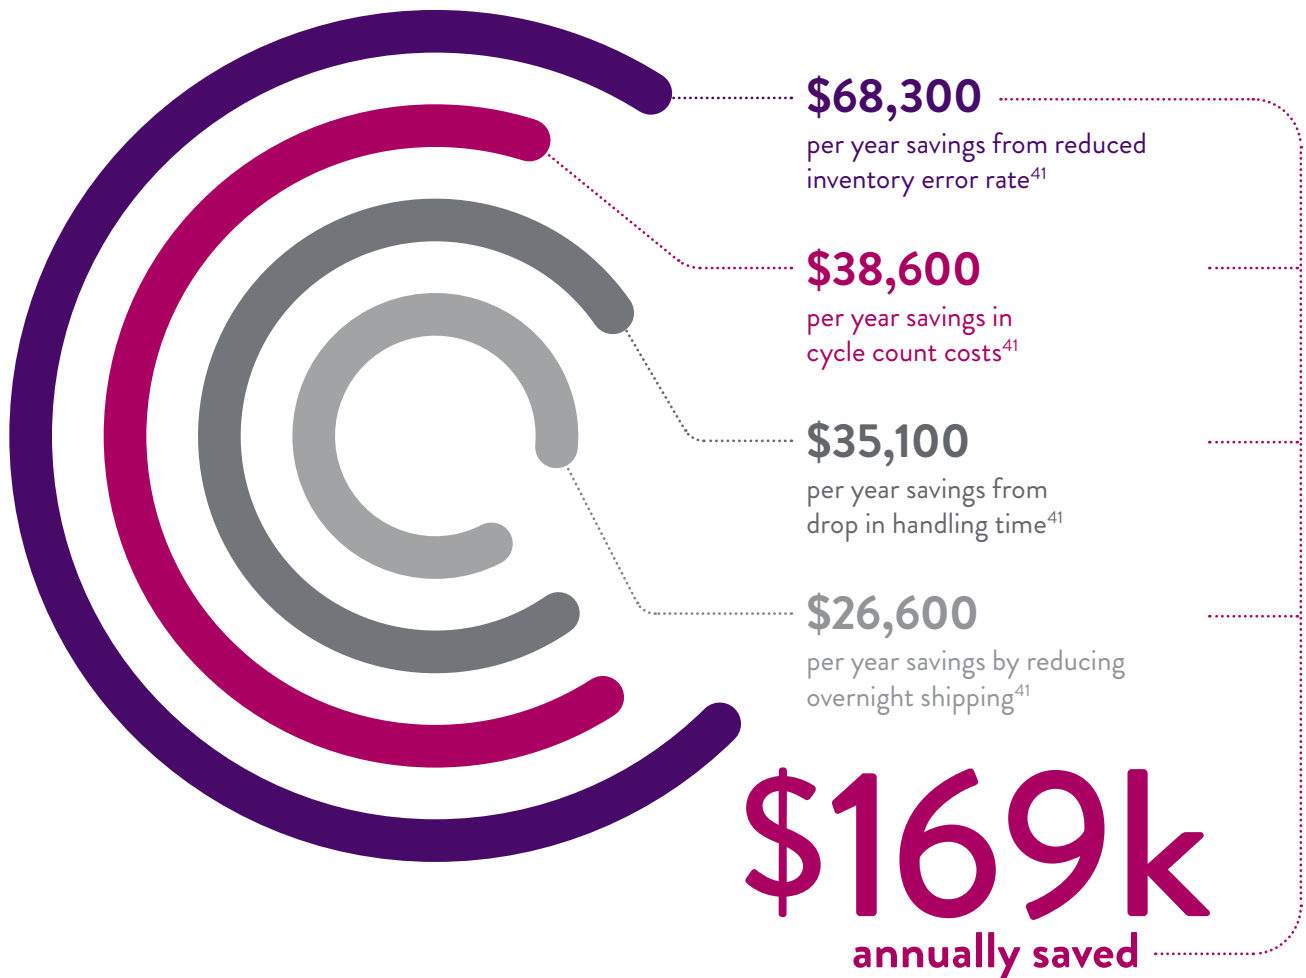 $68,300
per year savings from reduced
inventory error rate41
$38,600
per year savings in
cycle count costs41
$35,100
per year savings from
drop in handling time41
$26,600
per year savings by reducing
overnight shipping41
$169k
annually saved